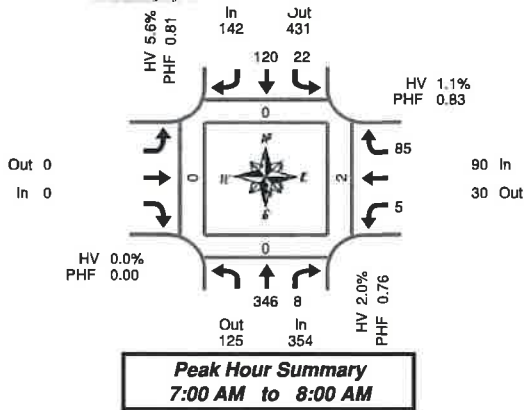 HV 5.6%
PHF 0.81
In Out
142 431
120 22
HV 1.1%
PHF 0.83
0
N
W E
S
85
5
0
2
Out 0
In 0
90 In
30 Out
HV 0.0%
PHF 0.00
0
346 8
HV 2.0%
PHF 0.76
Out In
125 354
Peak Hour Summary
7:00 AM to 8:00 AM